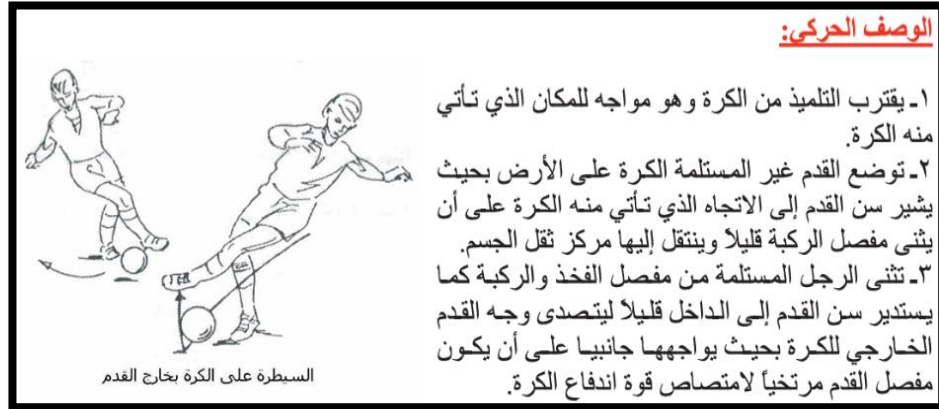 الوصف الحركي:
١ـ يقترب التلميذ من الكرة وهو مواجه للمكان الذي تأتي
منه الكرة.
٢ـ توضع القدم غير المستلمة الكرة على الأرض بحيث
يشير سن القدم إلى الاتجاه الذي تأتي منه الكرة على أن
يثنى مفصل الركبة قليلاً وينتقل إليها مركز ثقل الجسم.
٣ـ تثنى الرجل المستلمة من مفصل الفخذ والركبة كما
يستدير سن القدم إلى الداخل قليلاً ليتصدى وجه القدم
الخارجي للكرة بحيث يواجهها جانبيا على أن يكون
مفصل القدم مرتخياً لامتصاص قوة اندفاع الكرة.
السيطرة على الكرة بخارج القدم